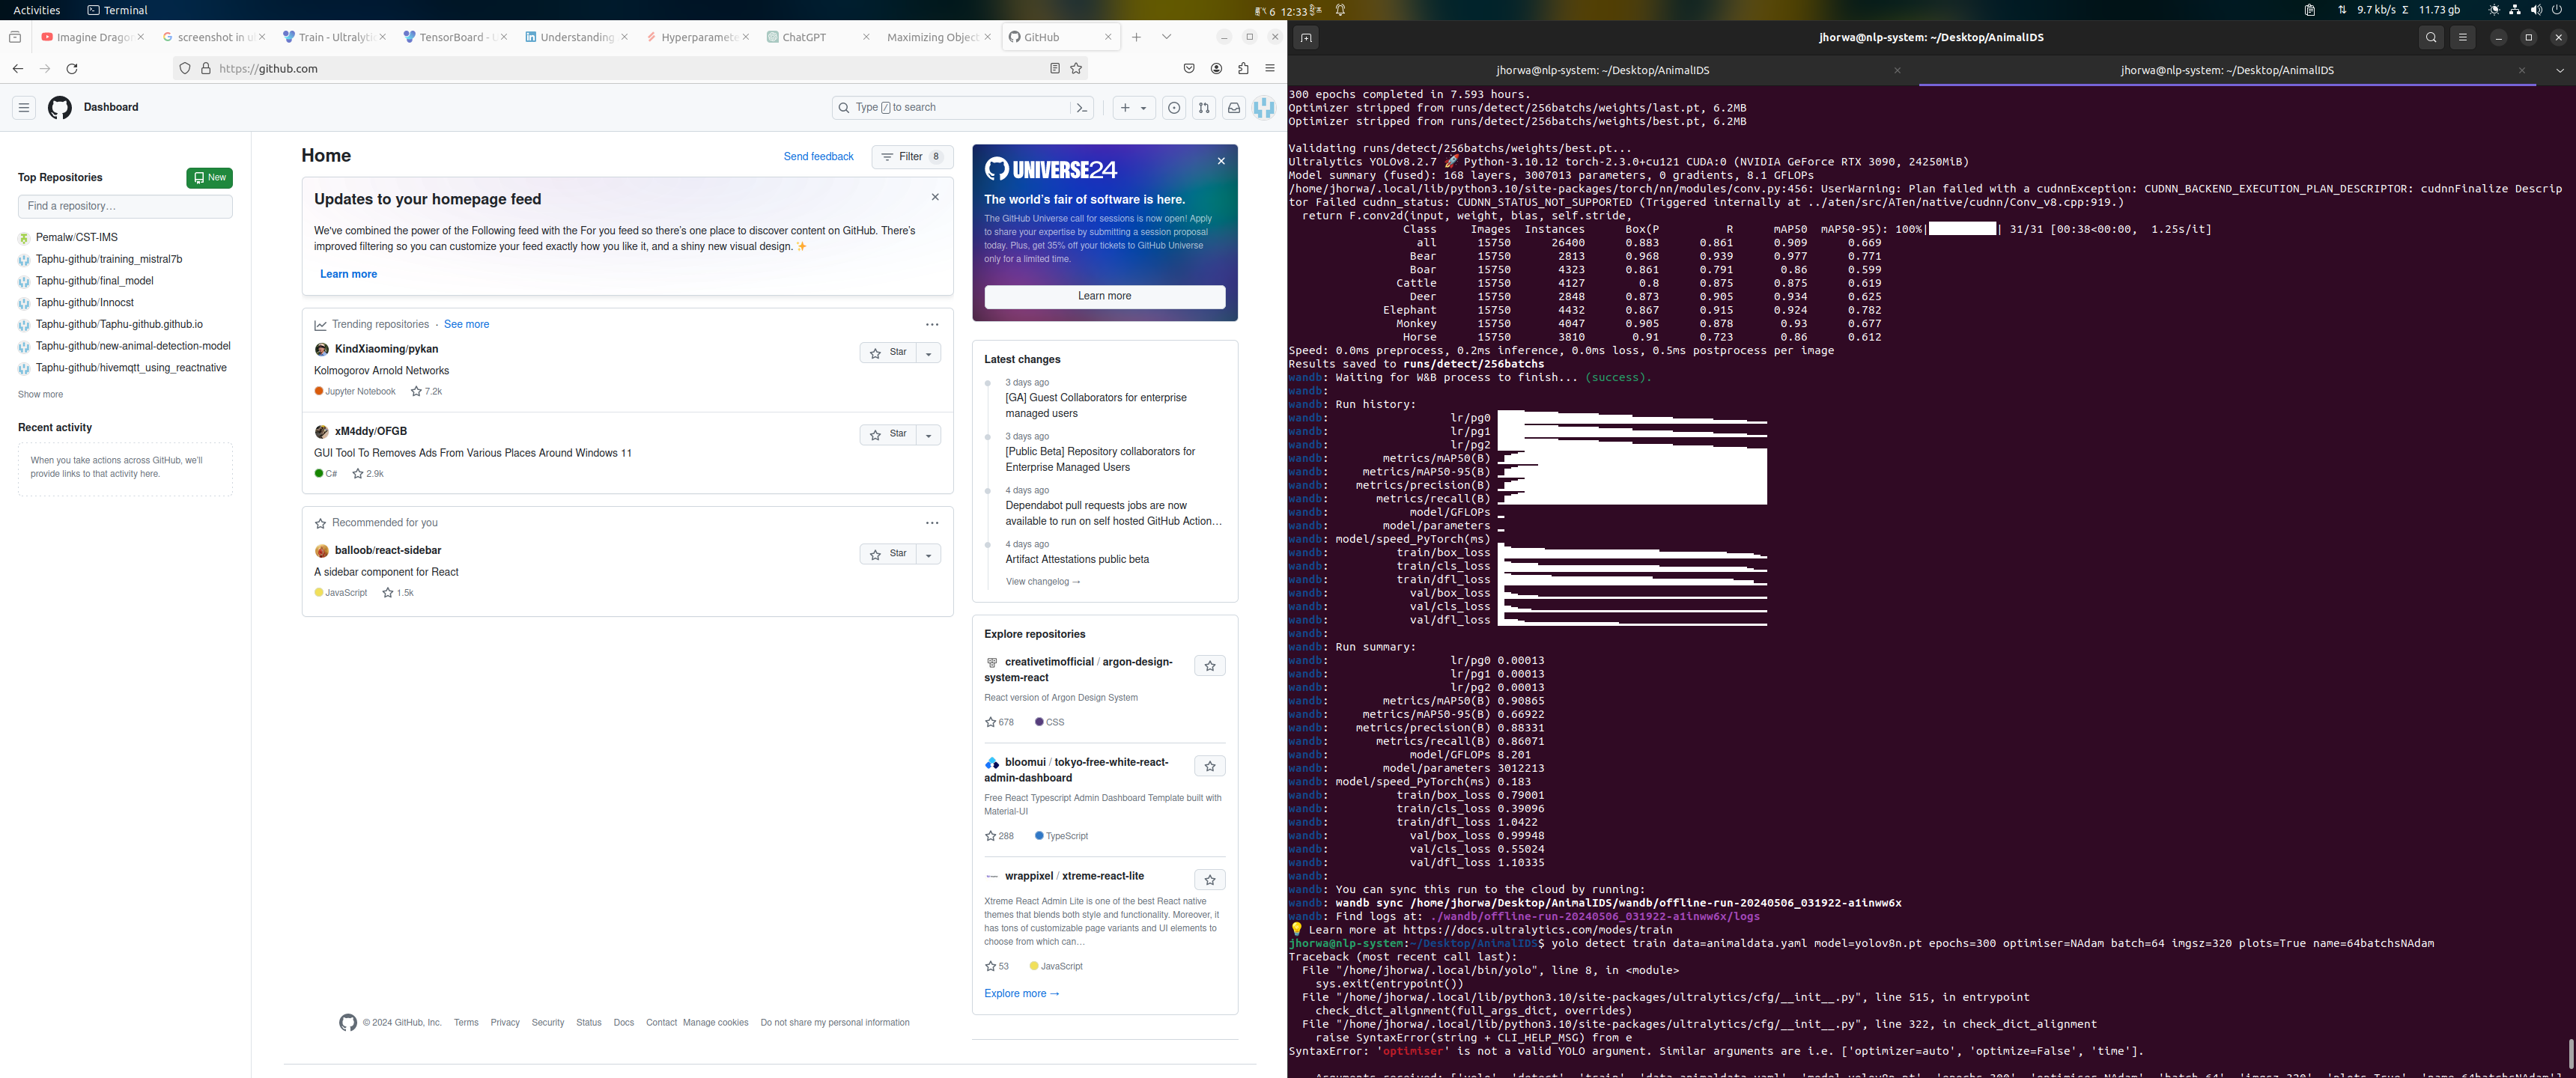 Activities
Terminal
6 12:33
9.7 kb/s Σ 11.73 gb
Imagine Dragon
screenshot in u
Train - Ultralytic
TensorBoard - U
Understanding
Hyperparamete
ChatGPT
Maximizing Object
GitHub
https://github.com
Dashboard
Type / to search
Top Repositories
New
Find a repository…
Pemalw/CST-IMS
Taphu-github/training_mistral7b
Taphu-github/final_model
Taphu-github/Innocst
Taphu-github/Taphu-github.github.io
Taphu-github/new-animal-detection-model
Taphu-github/hivemqtt_using_reactnative
Show more
Recent activity
When you take actions across GitHub, we'll
provide links to that activity here.
Home
Send feedback
Filter 8
Updates to your homepage feed
We've combined the power of the Following feed with the For you feed so there's one place to discover content on GitHub. There's
improved filtering so you can customize your feed exactly how you like it, and a shiny new visual design. ✨
Learn more
Trending repositories · See more
KindXiaoming/pykan
Star
Kolmogorov Arnold Networks
Jupyter Notebook 7.2k
xM4ddy/OFGB
Star
GUI Tool To Removes Ads From Various Places Around Windows 11
C# 2.9k
Recommended for you
balloob/react-sidebar
Star
A sidebar component for React
JavaScript 1.5k
UNIVERSE24
The world's fair of software is here.
The GitHub Universe call for sessions is now open! Apply
to share your expertise by submitting a session proposal
today. Plus, get 35% off your tickets to GitHub Universe
only for a limited time.
Learn more
Latest changes
3 days ago
[GA] Guest Collaborators for enterprise
managed users
3 days ago
[Public Beta] Repository collaborators for
Enterprise Managed Users
4 days ago
Dependabot pull requests jobs are now
available to run on self hosted GitHub Action…
4 days ago
Artifact Attestations public beta
View changelog →
Explore repositories
creativetimofficial / argon-design-
system-react
React version of Argon Design System
678 CSS
bloomui / tokyo-free-white-react-
admin-dashboard
Free React Typescript Admin Dashboard Template built with
Material-UI
288 TypeScript
wrappixel / xtreme-react-lite
Xtreme React Admin Lite is one of the best React native
themes that blends both style and functionality. Moreover, it
has tons of customizable page variants and UI elements to
choose from which can…
53 JavaScript
Explore more →
© 2024 GitHub, Inc. Terms Privacy Security Status Docs Contact Manage cookies Do not share my personal information
jhorwa@nlp-system: ~/Desktop/AnimalIDS
jhorwa@nlp-system: ~/Desktop/AnimalIDS
jhorwa@nlp-system: ~/Desktop/AnimalIDS
300 epochs completed in 7.593 hours.
Optimizer stripped from runs/detect/256batchs/weights/last.pt, 6.2MB
Optimizer stripped from runs/detect/256batchs/weights/best.pt, 6.2MB
Validating runs/detect/256batchs/weights/best.pt...
Ultralytics YOLOv8.2.7 🚀 Python-3.10.12 torch-2.3.0+cu121 CUDA:0 (NVIDIA GeForce RTX 3090, 24250MiB)
Model summary (fused): 168 layers, 3007013 parameters, 0 gradients, 8.1 GFLOPs
/home/jhorwa/.local/lib/python3.10/site-packages/torch/nn/modules/conv.py:456: UserWarning: Plan failed with a cudnnException: CUDNN_BACKEND_EXECUTION_PLAN_DESCRIPTOR: cudnnFinalize Descrip
tor Failed cudnn_status: CUDNN_STATUS_NOT_SUPPORTED (Triggered internally at ../aten/src/ATen/native/cudnn/Conv_v8.cpp:919.)
return F.conv2d(input, weight, bias, self.stride,
Class Images Instances Box(P R mAP50 mAP50-95): 100%|██████████| 31/31 [00:38<00:00, 1.25s/it]
all 15750 26400 0.883 0.861 0.909 0.669
Bear 15750 2813 0.968 0.939 0.977 0.771
Boar 15750 4323 0.861 0.791 0.86 0.599
Cattle 15750 4127 0.8 0.875 0.875 0.619
Deer 15750 2848 0.873 0.905 0.934 0.625
Elephant 15750 4432 0.867 0.915 0.924 0.782
Monkey 15750 4047 0.905 0.878 0.93 0.677
Horse 15750 3810 0.91 0.723 0.86 0.612
Speed: 0.0ms preprocess, 0.2ms inference, 0.0ms loss, 0.5ms postprocess per image
Results saved to runs/detect/256batchs
wandb: Waiting for W&B process to finish... (success).
wandb:
wandb: Run history:
wandb: lr/pg0
wandb: lr/pg1
wandb: lr/pg2
wandb: metrics/mAP50(B)
wandb: metrics/mAP50-95(B)
wandb: metrics/precision(B)
wandb: metrics/recall(B)
wandb: model/GFLOPs
wandb: model/parameters
wandb: model/speed_PyTorch(ms)
wandb: train/box_loss
wandb: train/cls_loss
wandb: train/dfl_loss
wandb: val/box_loss
wandb: val/cls_loss
wandb: val/dfl_loss
wandb:
wandb: Run summary:
wandb: lr/pg0 0.00013
wandb: lr/pg1 0.00013
wandb: lr/pg2 0.00013
wandb: metrics/mAP50(B) 0.90865
wandb: metrics/mAP50-95(B) 0.66922
wandb: metrics/precision(B) 0.88331
wandb: metrics/recall(B) 0.86071
wandb: model/GFLOPs 8.201
wandb: model/parameters 3012213
wandb: model/speed_PyTorch(ms) 0.183
wandb: train/box_loss 0.79001
wandb: train/cls_loss 0.39096
wandb: train/dfl_loss 1.0422
wandb: val/box_loss 0.99948
wandb: val/cls_loss 0.55024
wandb: val/dfl_loss 1.10335
wandb:
wandb: You can sync this run to the cloud by running:
wandb: wandb sync /home/jhorwa/Desktop/AnimalIDS/wandb/offline-run-20240506_031922-a1inww6x
wandb: Find logs at: ./wandb/offline-run-20240506_031922-a1inww6x/logs
💡 Learn more at https://docs.ultralytics.com/modes/train
jhorwa@nlp-system:~/Desktop/AnimalIDS$ yolo detect train data=animaldata.yaml model=yolov8n.pt epochs=300 optimiser=NAdam batch=64 imgsz=320 plots=True name=64batchsNAdam
Traceback (most recent call last):
File "/home/jhorwa/.local/bin/yolo", line 8, in <module>
sys.exit(entrypoint())
File "/home/jhorwa/.local/lib/python3.10/site-packages/ultralytics/cfg/__init__.py", line 515, in entrypoint
check_dict_alignment(full_args_dict, overrides)
File "/home/jhorwa/.local/lib/python3.10/site-packages/ultralytics/cfg/__init__.py", line 322, in check_dict_alignment
raise SyntaxError(string + CLI_HELP_MSG) from e
SyntaxError: 'optimiser' is not a valid YOLO argument. Similar arguments are i.e. ['optimizer=auto', 'optimize=False', 'time'].